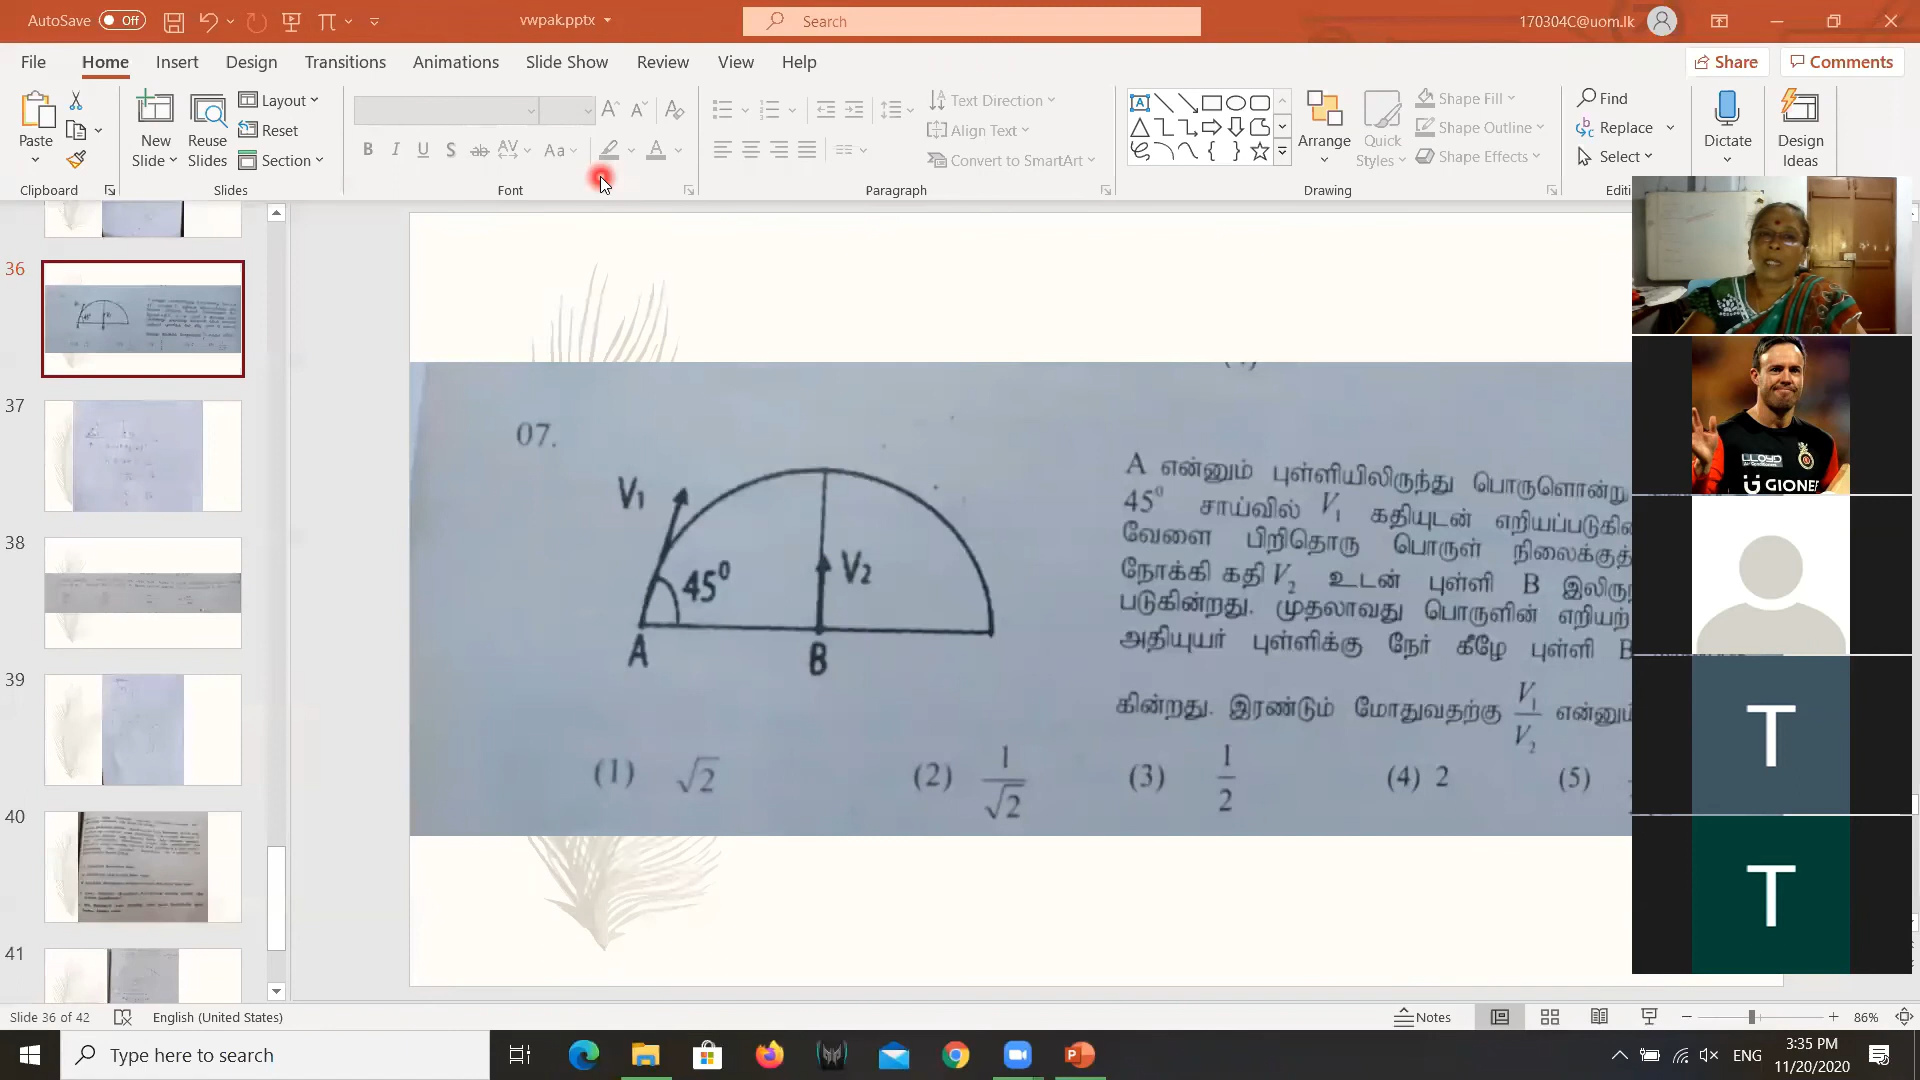 AutoSave Off
vwpak.pptx
Search
170304C@uom.lk
File Home Insert Design Transitions Animations Slide Show Review View Help
Share Comments
Paste
New Slide
Reuse Slides
Layout
Reset
Section
B I U S ab AV Aa A
Text Direction
Align Text
Convert to SmartArt
Arrange
Quick Styles
Shape Fill
Shape Outline
Shape Effects
Find
Replace
Select
Dictate
Design Ideas
Clipboard Slides Font Paragraph Drawing Editi
36
37
38
39
40
41
07.
V₁
45⁰
V₂
A
B
A என்னும் புள்ளியிலிருந்து பொருளொன்று
45⁰ சாய்வில் V₁ கதியுடன் எறியப்படுகின
வேளை பிறிதொரு பொருள் நிலைக்குத்
நோக்கி கதி V₂ உடன் புள்ளி B இலிரு
படுகின்றது. முதலாவது பொருளின் எறியற்
அதியுயர் புள்ளிக்கு நேர் கீழே புள்ளி B
கின்றது. இரண்டும் மோதுவதற்கு V₁/V₂ என்னும்
(1) √2 (2) 1/√2 (3) 1/2 (4) 2 (5)
LLOYD
GIONEE
T
T
Slide 36 of 42 English (United States)
Notes
86%
Type here to search
ENG
3:35 PM
11/20/2020